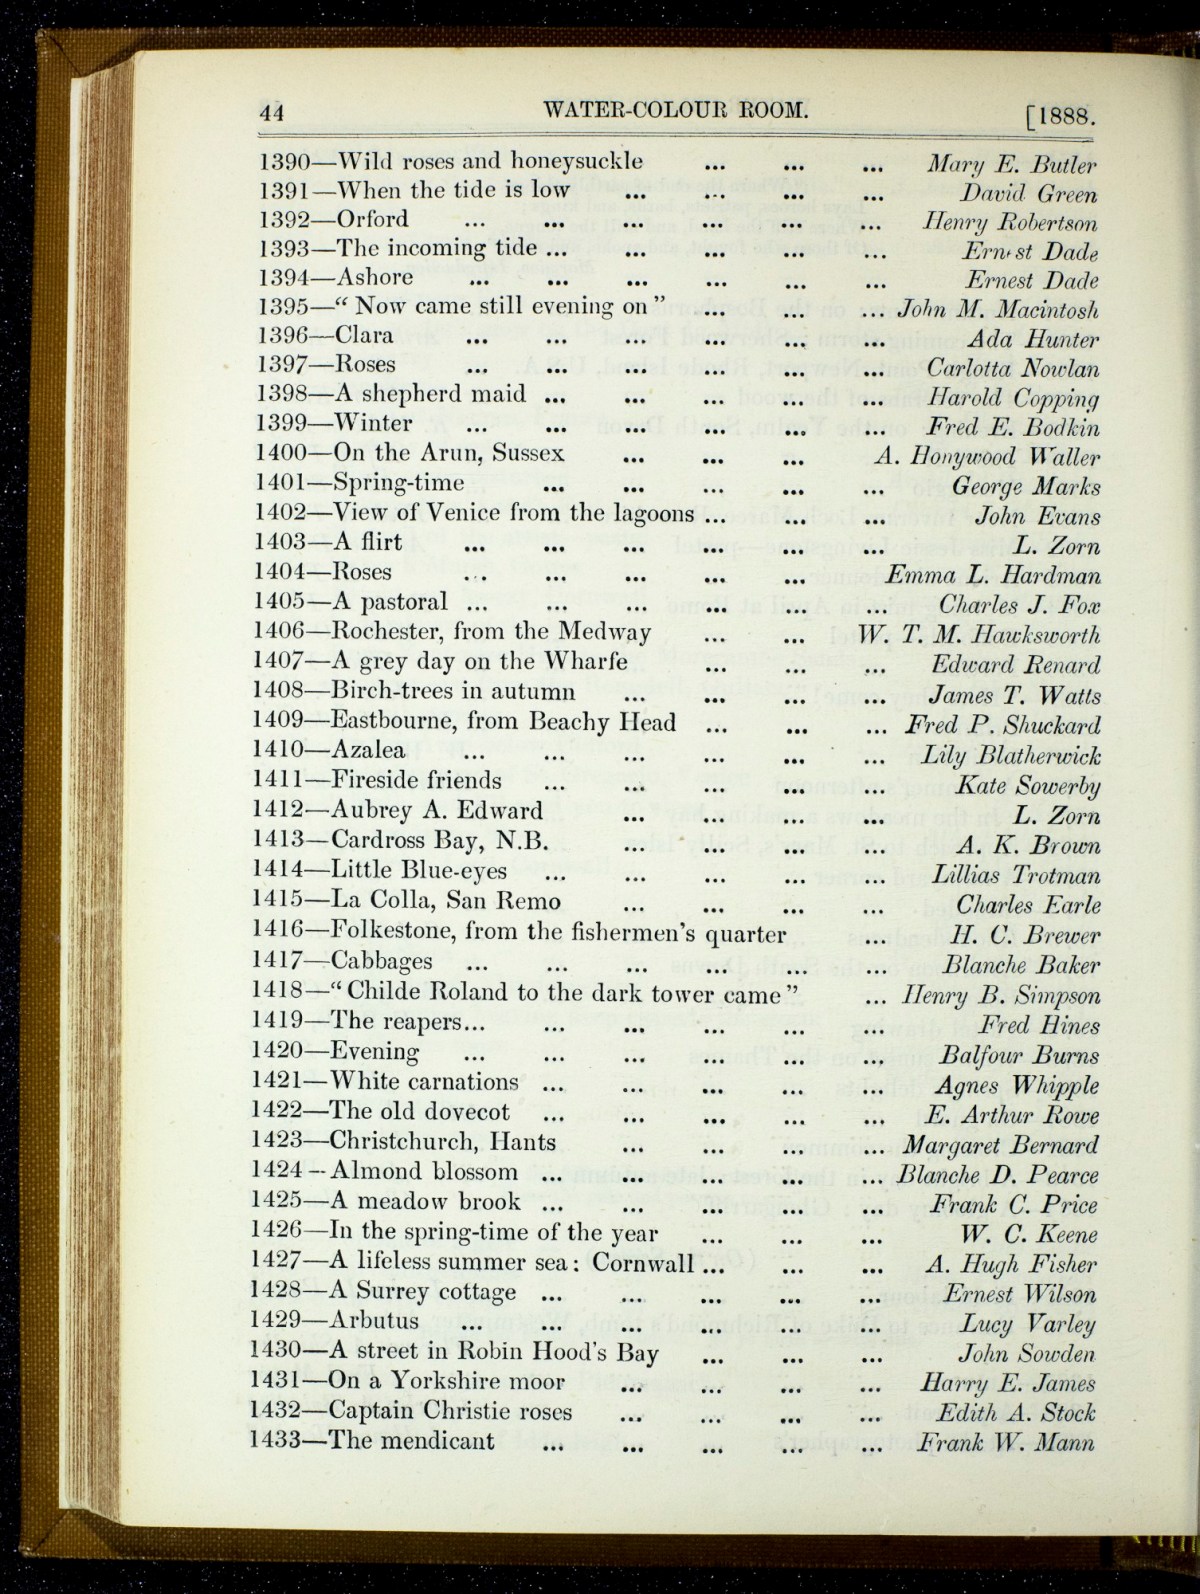 44 WATER-COLOUR ROOM. [1888.
1390—Wild roses and honeysuckle ... ... ... Mary E. Butler
1391—When the tide is low ... ... ... ... David Green
1392—Orford ... ... ... ... ... ... Henry Robertson
1393—The incoming tide ... ... ... ... ... Ernest Dade
1394—Ashore ... ... ... ... ... ... Ernest Dade
1395—“Now came still evening on” ... ... ... John M. Macintosh
1396—Clara ... ... ... ... ... ... Ada Hunter
1397—Roses ... ... ... ... ... ... Carlotta Nowlan
1398—A shepherd maid ... ... ... ... ... Harold Copping
1399—Winter ... ... ... ... ... ... Fred E. Bodkin
1400—On the Arun, Sussex ... ... ... A. Honywood Waller
1401—Spring-time ... ... ... ... ... George Marks
1402—View of Venice from the lagoons ... ... ... John Evans
1403—A flirt ... ... ... ... ... ... L. Zorn
1404—Roses ... ... ... ... ... Emma L. Hardman
1405—A pastoral ... ... ... ... ... ... Charles J. Fox
1406—Rochester, from the Medway ... ... W. T. M. Hawksworth
1407—A grey day on the Wharfe ... ... ... Edward Renard
1408—Birch-trees in autumn ... ... ... ... James T. Watts
1409—Eastbourne, from Beachy Head ... ... ... Fred P. Shuckard
1410—Azalea ... ... ... ... ... ... Lily Blatherwick
1411—Fireside friends ... ... ... ... ... Kate Sowerby
1412—Aubrey A. Edward ... ... ... ... L. Zorn
1413—Cardross Bay, N.B. ... ... ... ... A. K. Brown
1414—Little Blue-eyes ... ... ... ... ... Lillias Trotman
1415—La Colla, San Remo ... ... ... ... Charles Earle
1416—Folkestone, from the fishermen's quarter ... H. C. Brewer
1417—Cabbages ... ... ... ... ... ... Blanche Baker
1418—“Childe Roland to the dark tower came” ... Henry B. Simpson
1419—The reapers... ... ... ... ... ... Fred Hines
1420—Evening ... ... ... ... ... ... Balfour Burns
1421—White carnations ... ... ... ... ... Agnes Whipple
1422—The old dovecot ... ... ... ... ... E. Arthur Rowe
1423—Christchurch, Hants ... ... ... ... Margaret Bernard
1424–Almond blossom ... ... ... ... ... Blanche D. Pearce
1425—A meadow brook ... ... ... ... ... Frank C. Price
1426—In the spring-time of the year ... ... ... W. C. Keene
1427—A lifeless summer sea: Cornwall ... ... ... A. Hugh Fisher
1428—A Surrey cottage ... ... ... ... ... Ernest Wilson
1429—Arbutus ... ... ... ... ... ... Lucy Varley
1430—A street in Robin Hood's Bay ... ... ... John Sowden
1431—On a Yorkshire moor ... ... ... ... Harry E. James
1432—Captain Christie roses ... ... ... ... Edith A. Stock
1433—The mendicant ... ... ... ... ... Frank W. Mann